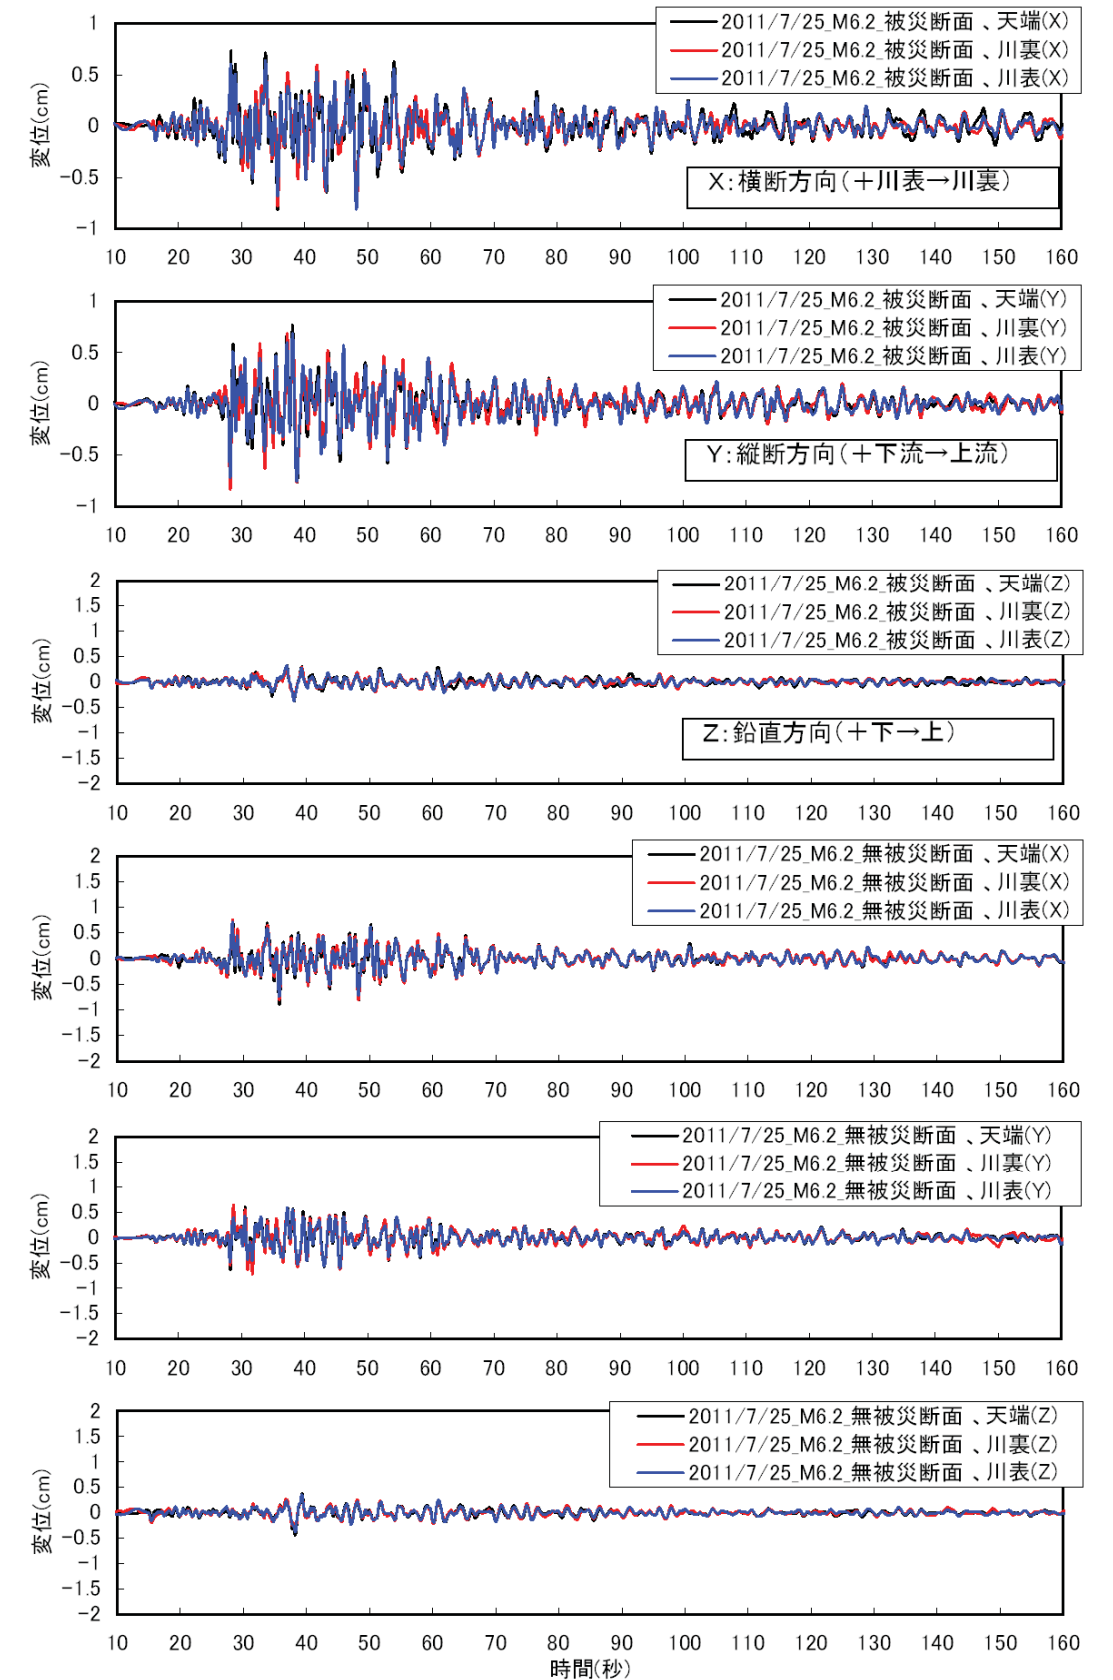 2011/7/25_M6.2_被災断面 、天端(X)
2011/7/25_M6.2_被災断面 、川裏(X)
2011/7/25_M6.2_被災断面 、川表(X)
1
0.5
0
-0.5
-1
変位(cm)
X:横断方向(+川表→川裏)
10 20 30 40 50 60 70 80 90 100 110 120 130 140 150 160
2011/7/25_M6.2_被災断面 、天端(Y)
2011/7/25_M6.2_被災断面 、川裏(Y)
2011/7/25_M6.2_被災断面 、川表(Y)
1
0.5
0
-0.5
-1
変位(cm)
Y:縦断方向(+下流→上流)
10 20 30 40 50 60 70 80 90 100 110 120 130 140 150 160
2011/7/25_M6.2_被災断面 、天端(Z)
2011/7/25_M6.2_被災断面 、川裏(Z)
2011/7/25_M6.2_被災断面 、川表(Z)
2
1.5
1
0.5
0
-0.5
-1
-1.5
-2
変位(cm)
Z:鉛直方向(+下→上)
10 20 30 40 50 60 70 80 90 100 110 120 130 140 150 160
2011/7/25_M6.2_無被災断面 、天端(X)
2011/7/25_M6.2_無被災断面 、川裏(X)
2011/7/25_M6.2_無被災断面 、川表(X)
2
1.5
1
0.5
0
-0.5
-1
-1.5
-2
変位(cm)
10 20 30 40 50 60 70 80 90 100 110 120 130 140 150 160
2011/7/25_M6.2_無被災断面 、天端(Y)
2011/7/25_M6.2_無被災断面 、川裏(Y)
2011/7/25_M6.2_無被災断面 、川表(Y)
2
1.5
1
0.5
0
-0.5
-1
-1.5
-2
変位(cm)
10 20 30 40 50 60 70 80 90 100 110 120 130 140 150 160
2011/7/25_M6.2_無被災断面 、天端(Z)
2011/7/25_M6.2_無被災断面 、川裏(Z)
2011/7/25_M6.2_無被災断面 、川表(Z)
2
1.5
1
0.5
0
-0.5
-1
-1.5
-2
変位(cm)
10 20 30 40 50 60 70 80 90 100 110 120 130 140 150 160
時間(秒)